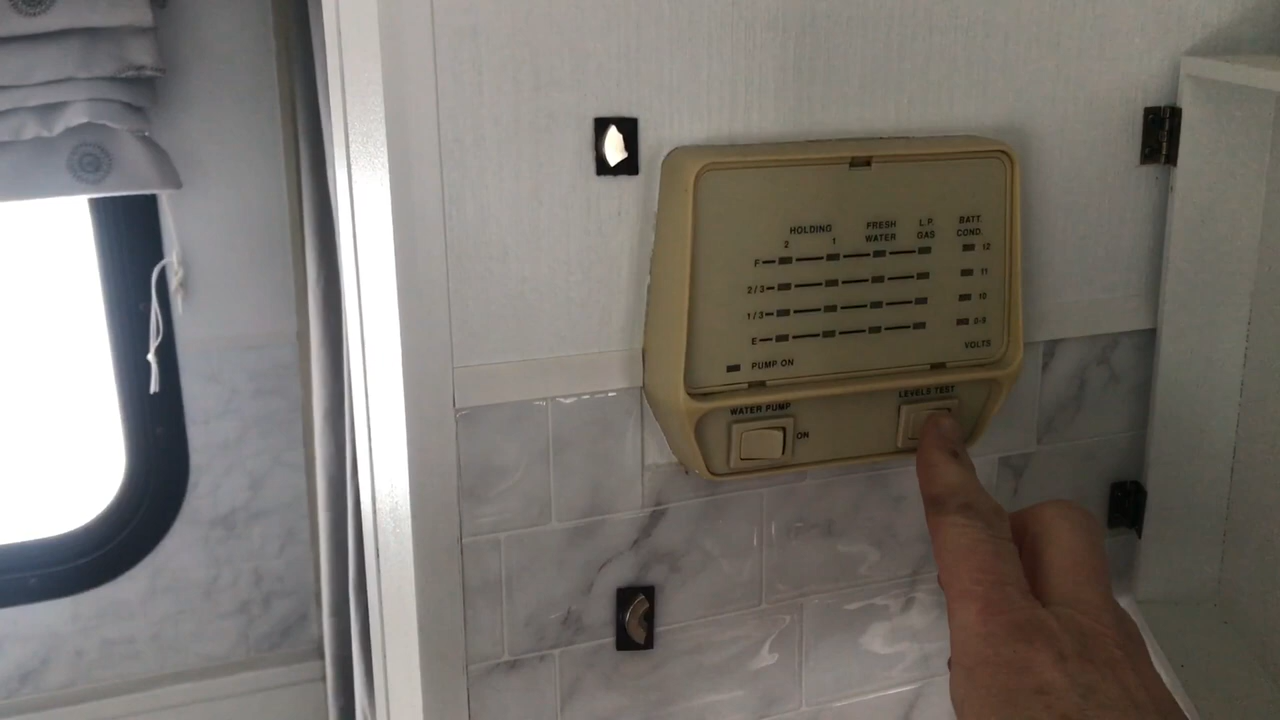 HOLDING FRESH WATER L.P. GAS BATT. COND.
2 1
F 12
2/3 11
1/3 10
E 0-9
VOLTS
PUMP ON
WATER PUMP LEVELS TEST
ON